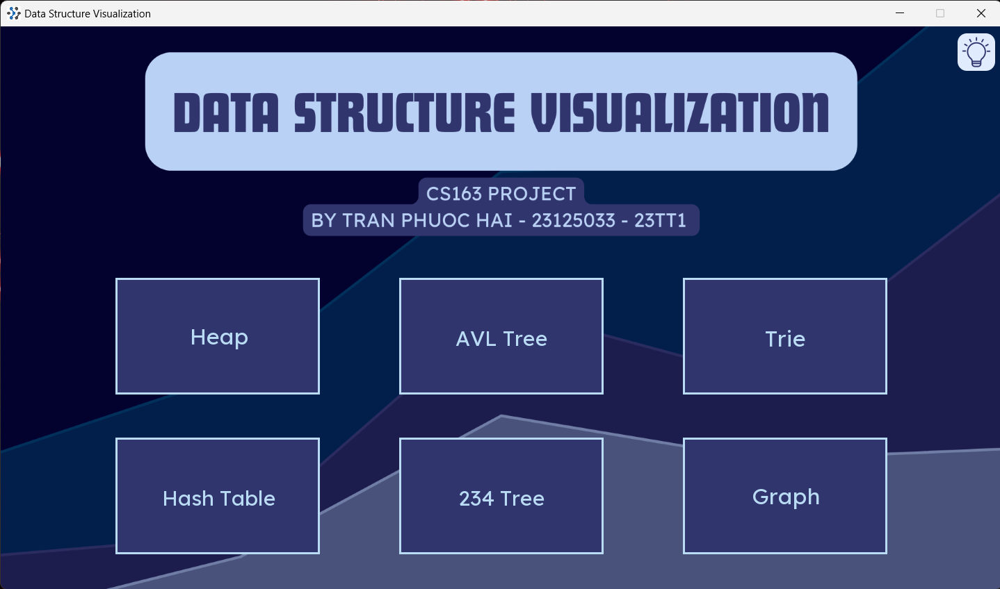 Data Structure Visualization
DATA STRUCTURE VISUALIZATION
CS163 PROJECT
BY TRAN PHUOC HAI - 23125033 - 23TT1
Heap
AVL Tree
Trie
Hash Table
234 Tree
Graph